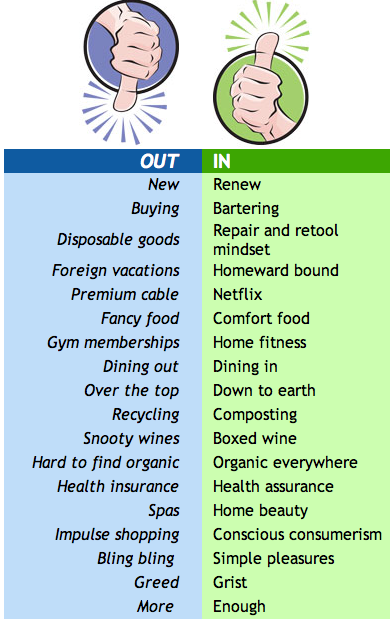 OUT IN
New Renew
Buying Bartering
Disposable goods Repair and retool
mindset
Foreign vacations Homeward bound
Premium cable Netflix
Fancy food Comfort food
Gym memberships Home fitness
Dining out Dining in
Over the top Down to earth
Recycling Composting
Snooty wines Boxed wine
Hard to find organic Organic everywhere
Health insurance Health assurance
Spas Home beauty
Impulse shopping Conscious consumerism
Bling bling Simple pleasures
Greed Grist
More Enough